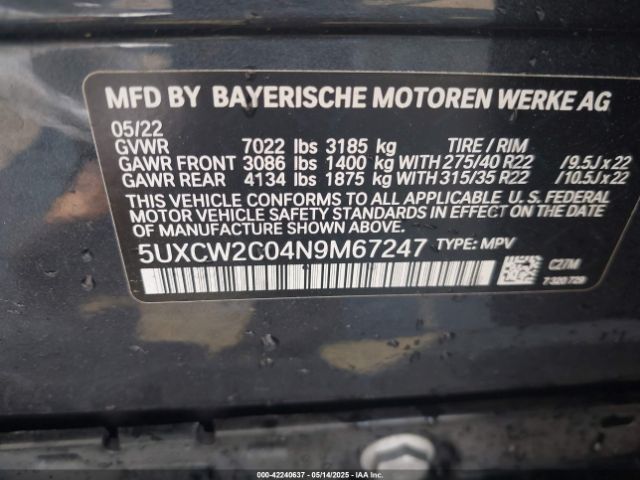 MFD BY BAYERISCHE MOTOREN WERKE AG
05/22
GVWR 7022 lbs 3185 kg TIRE / RIM
GAWR FRONT 3086 lbs 1400 kg WITH 275/40 R22 / 9.5J x 22
GAWR REAR 4134 lbs 1875 kg WITH 315/35 R22 / 10.5J x 22
THIS VEHICLE CONFORMS TO ALL APPLICABLE U. S. FEDERAL
MOTOR VEHICLE SAFETY STANDARDS IN EFFECT ON THE
DATE OF MANUFACTURE SHOWN ABOVE.
5UXCW2C04N9M67247 TYPE: MPV
C27M
7 320 729
000-42240637 - 05/14/2025 - IAA Inc.